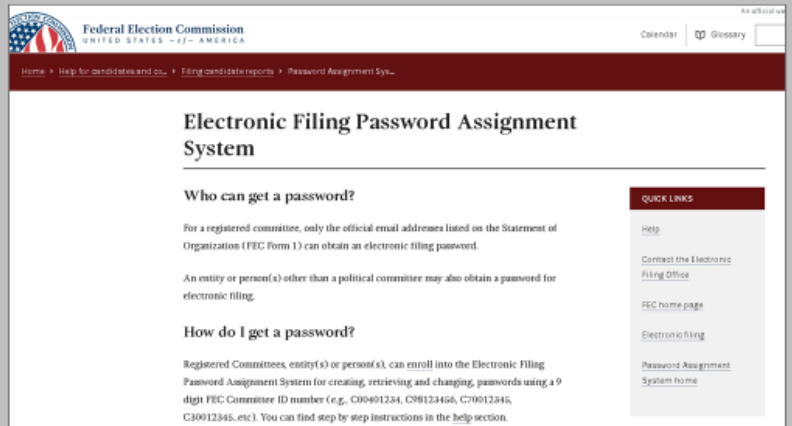 An official we
Federal Election Commission
UNITED STATES —of— AMERICA
Calendar
Glossary
Home › Help for candidates and co... › Filing candidate reports › Password Assignment Sys...
Electronic Filing Password Assignment
System
Who can get a password?
For a registered committee, only the official email addresses listed on the Statement of
Organization (FEC Form 1) can obtain an electronic filing password.
An entity or person(s) other than a political committee may also obtain a password for
electronic filing.
How do I get a password?
Registered Committees, entity(s) or person(s), can enroll into the Electronic Filing
Password Assignment System for creating, retrieving and changing, passwords using a 9
digit FEC Committee ID number (e.g., C00401234, C98123456, C70012345,
C30012345..etc). You can find step by step instructions in the help section.
QUICK LINKS
Help
Contact the Electronic
Filing Office
FEC home page
Electronic filing
Password Assignment
System home